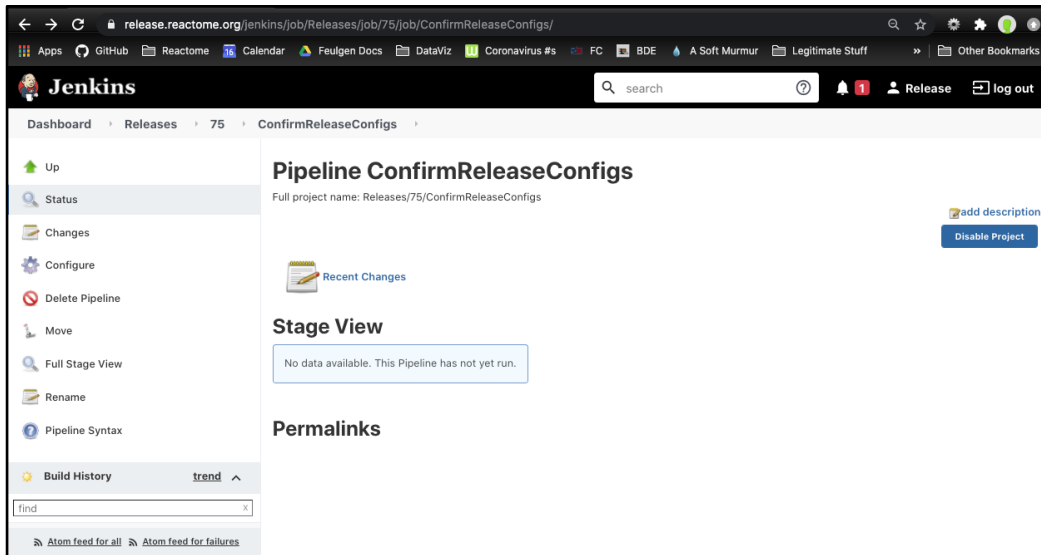 release.reactome.org/jenkins/job/Releases/job/75/job/ConfirmReleaseConfigs/
Apps GitHub Reactome 16 Calendar Feulgen Docs DataViz Coronavirus #s FC BDE A Soft Murmur Legitimate Stuff » Other Bookmarks
Jenkins search 1 Release log out
Dashboard Releases 75 ConfirmReleaseConfigs
Up
Status
Changes
Configure
Delete Pipeline
Move
Full Stage View
Rename
Pipeline Syntax
Build History trend
find x
Atom feed for all Atom feed for failures
Pipeline ConfirmReleaseConfigs
Full project name: Releases/75/ConfirmReleaseConfigs
add description
Disable Project
Recent Changes
Stage View
No data available. This Pipeline has not yet run.
Permalinks